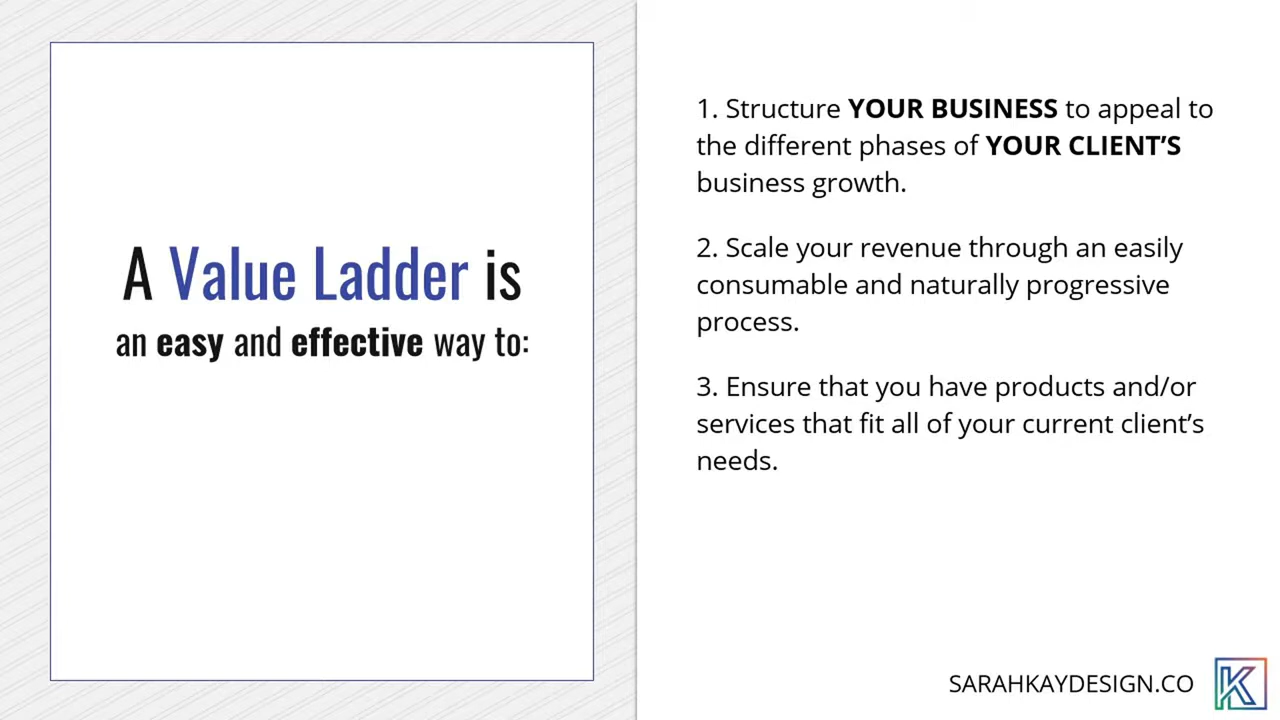 A Value Ladder is
an easy and effective way to:
1. Structure YOUR BUSINESS to appeal to
the different phases of YOUR CLIENT’S
business growth.
2. Scale your revenue through an easily
consumable and naturally progressive
process.
3. Ensure that you have products and/or
services that fit all of your current client’s
needs.
SARAHKAYDESIGN.CO
K